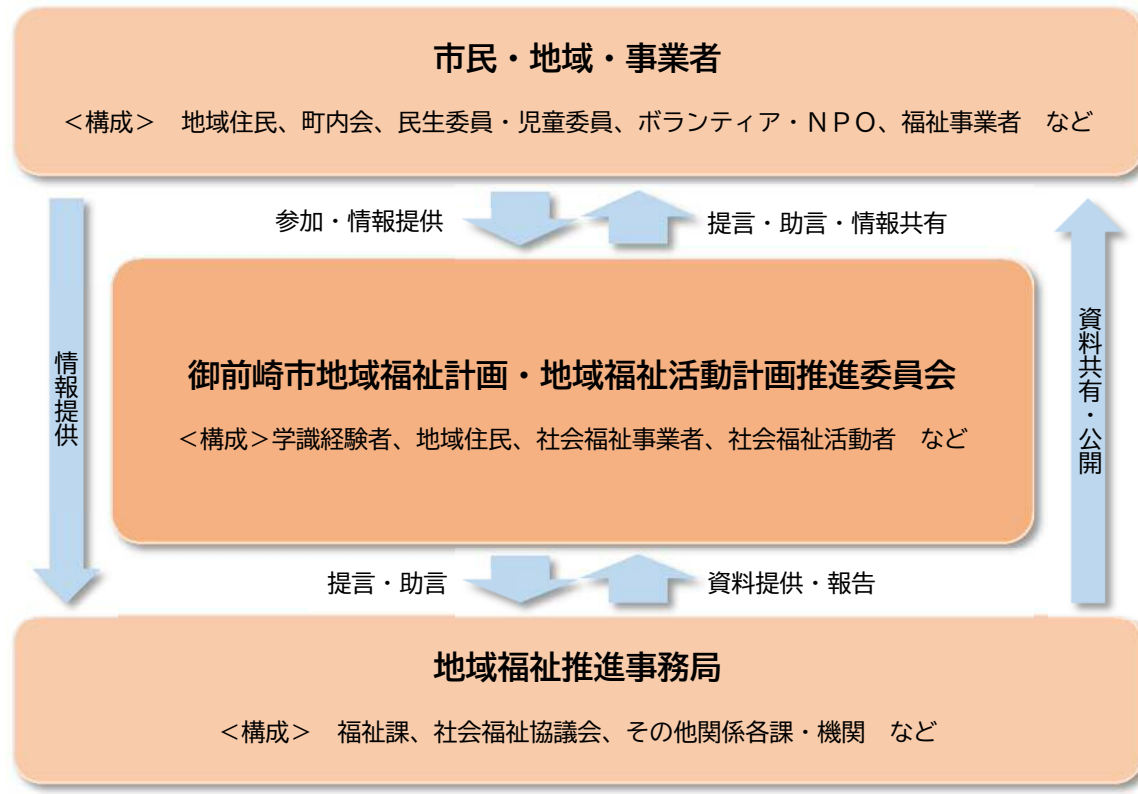 市民・地域・事業者
＜構成＞　地域住民、町内会、民生委員・児童委員、ボランティア・ＮＰＯ、福祉事業者　など
参加・情報提供
提言・助言・情報共有
情報提供
御前崎市地域福祉計画・地域福祉活動計画推進委員会
＜構成＞学識経験者、地域住民、社会福祉事業者、社会福祉活動者　など
資料共有・公開
提言・助言
資料提供・報告
地域福祉推進事務局
＜構成＞　福祉課、社会福祉協議会、その他関係各課・機関　など